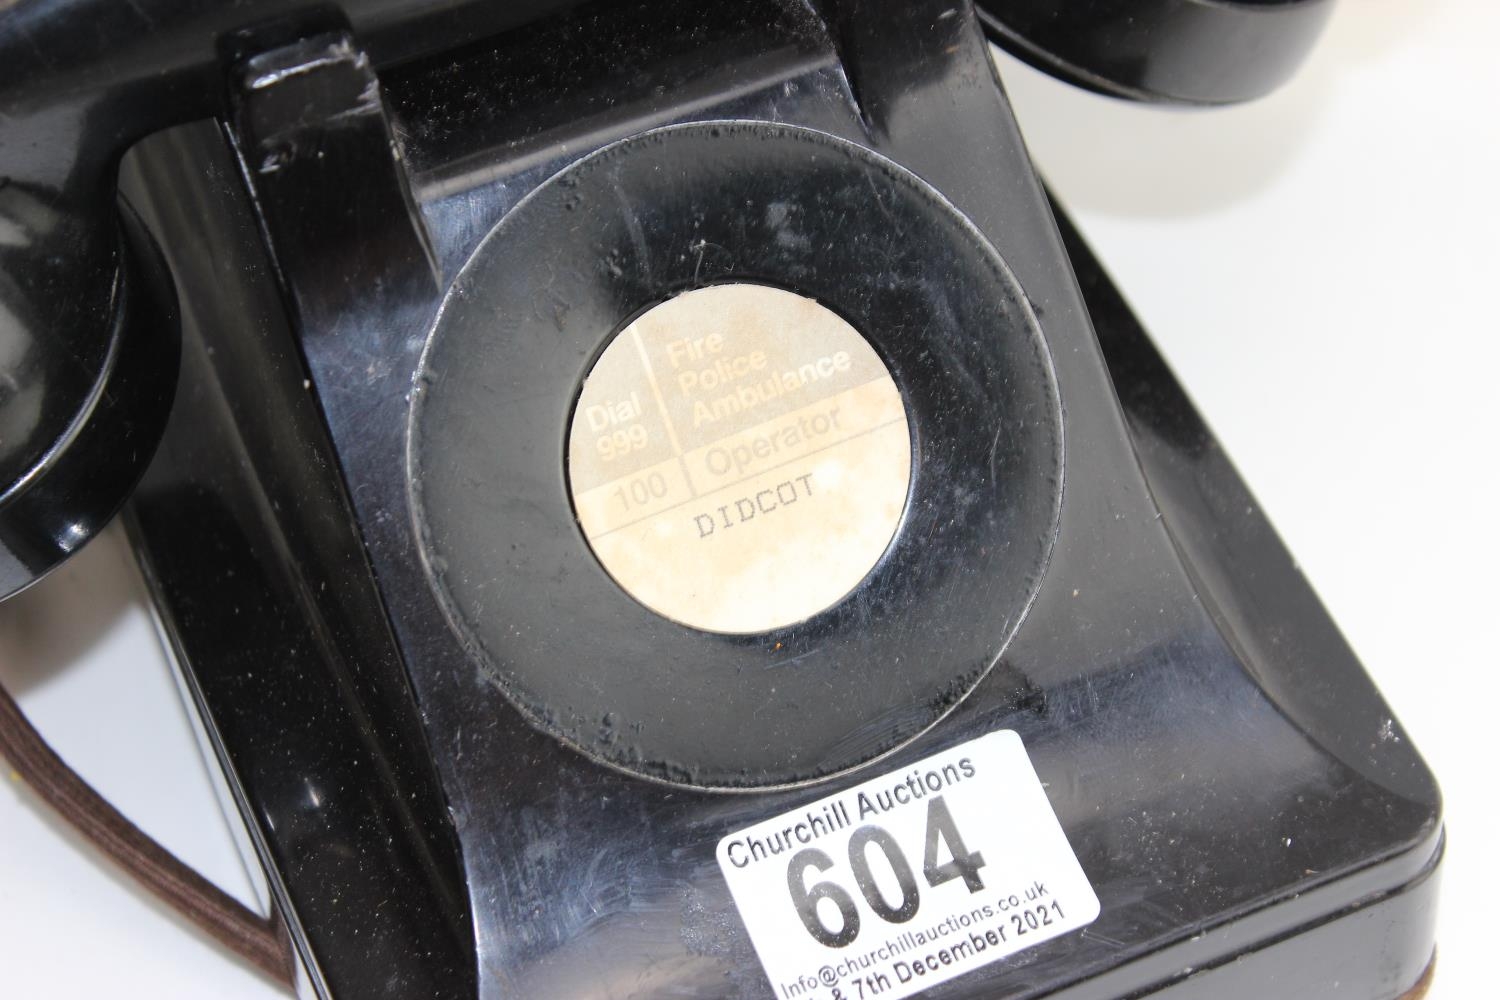 Dial
999
Fire
Police
Ambulance
100 Operator
DIDCOT
Churchill Auctions
604
Info@churchillauctions.co.uk
& 7th December 2021